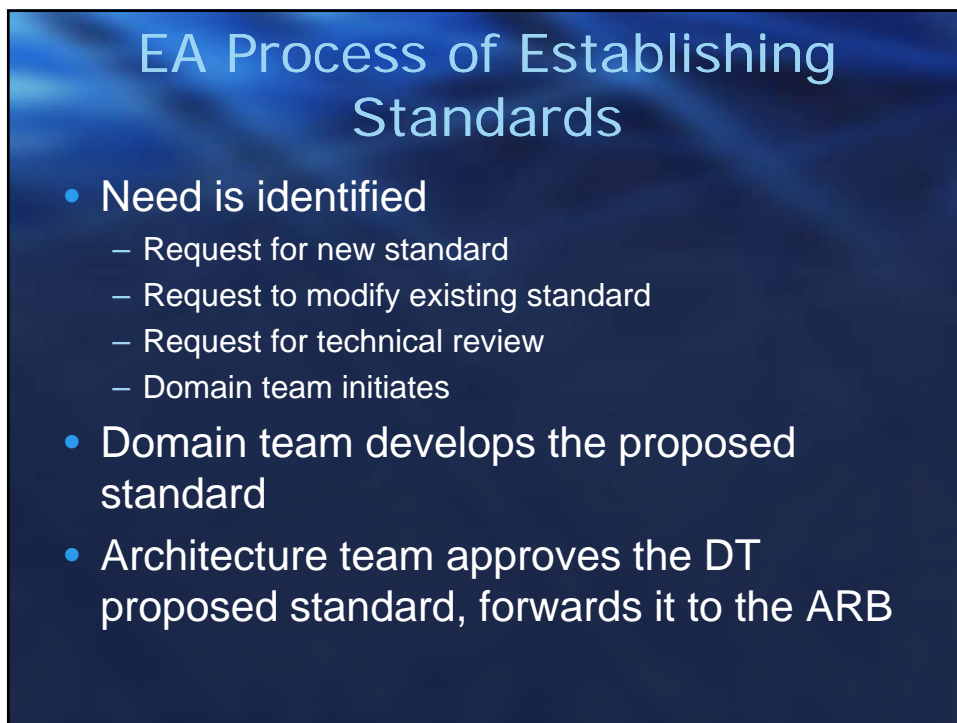 EA Process of Establishing
Standards
• Need is identified
– Request for new standard
– Request to modify existing standard
– Request for technical review
– Domain team initiates
• Domain team develops the proposed
standard
• Architecture team approves the DT
proposed standard, forwards it to the ARB